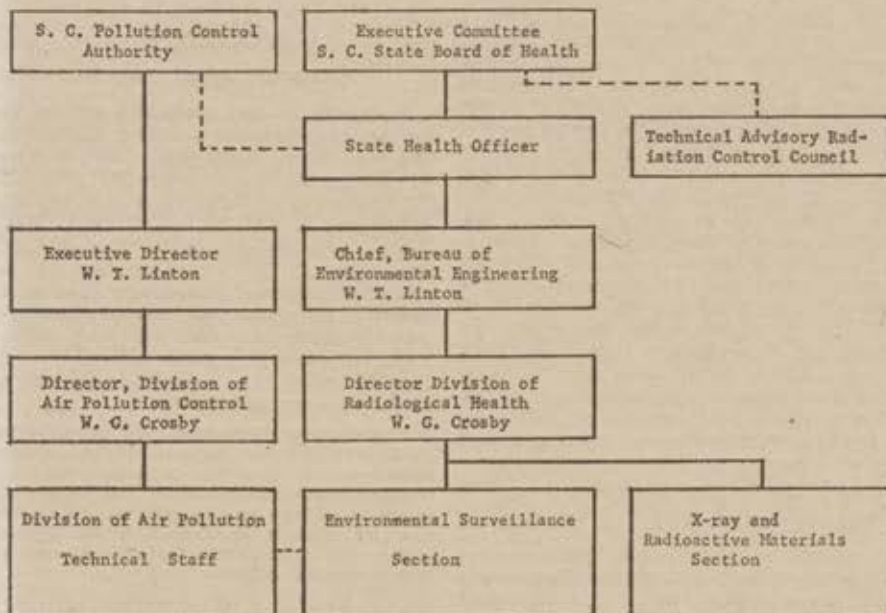 S. C. Pollution Control
Authority
Executive Committee
S. C. State Board of Health
State Health Officer
Technical Advisory Rad-
iation Control Council
Executive Director
W. T. Linton
Chief, Bureau of
Environmental Engineering
W. T. Linton
Director, Division of
Air Pollution Control
W. G. Crosby
Director Division of
Radiological Health
W. G. Crosby
Division of Air Pollution
Technical Staff
Environmental Surveillance
Section
X-ray and
Radioactive Materials
Section